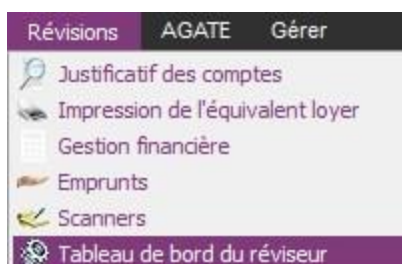 Révisions AGATE Gérer
Justificatif des comptes
Impression de l'équivalent loyer
Gestion financière
Emprunts
Scanners
Tableau de bord du réviseur